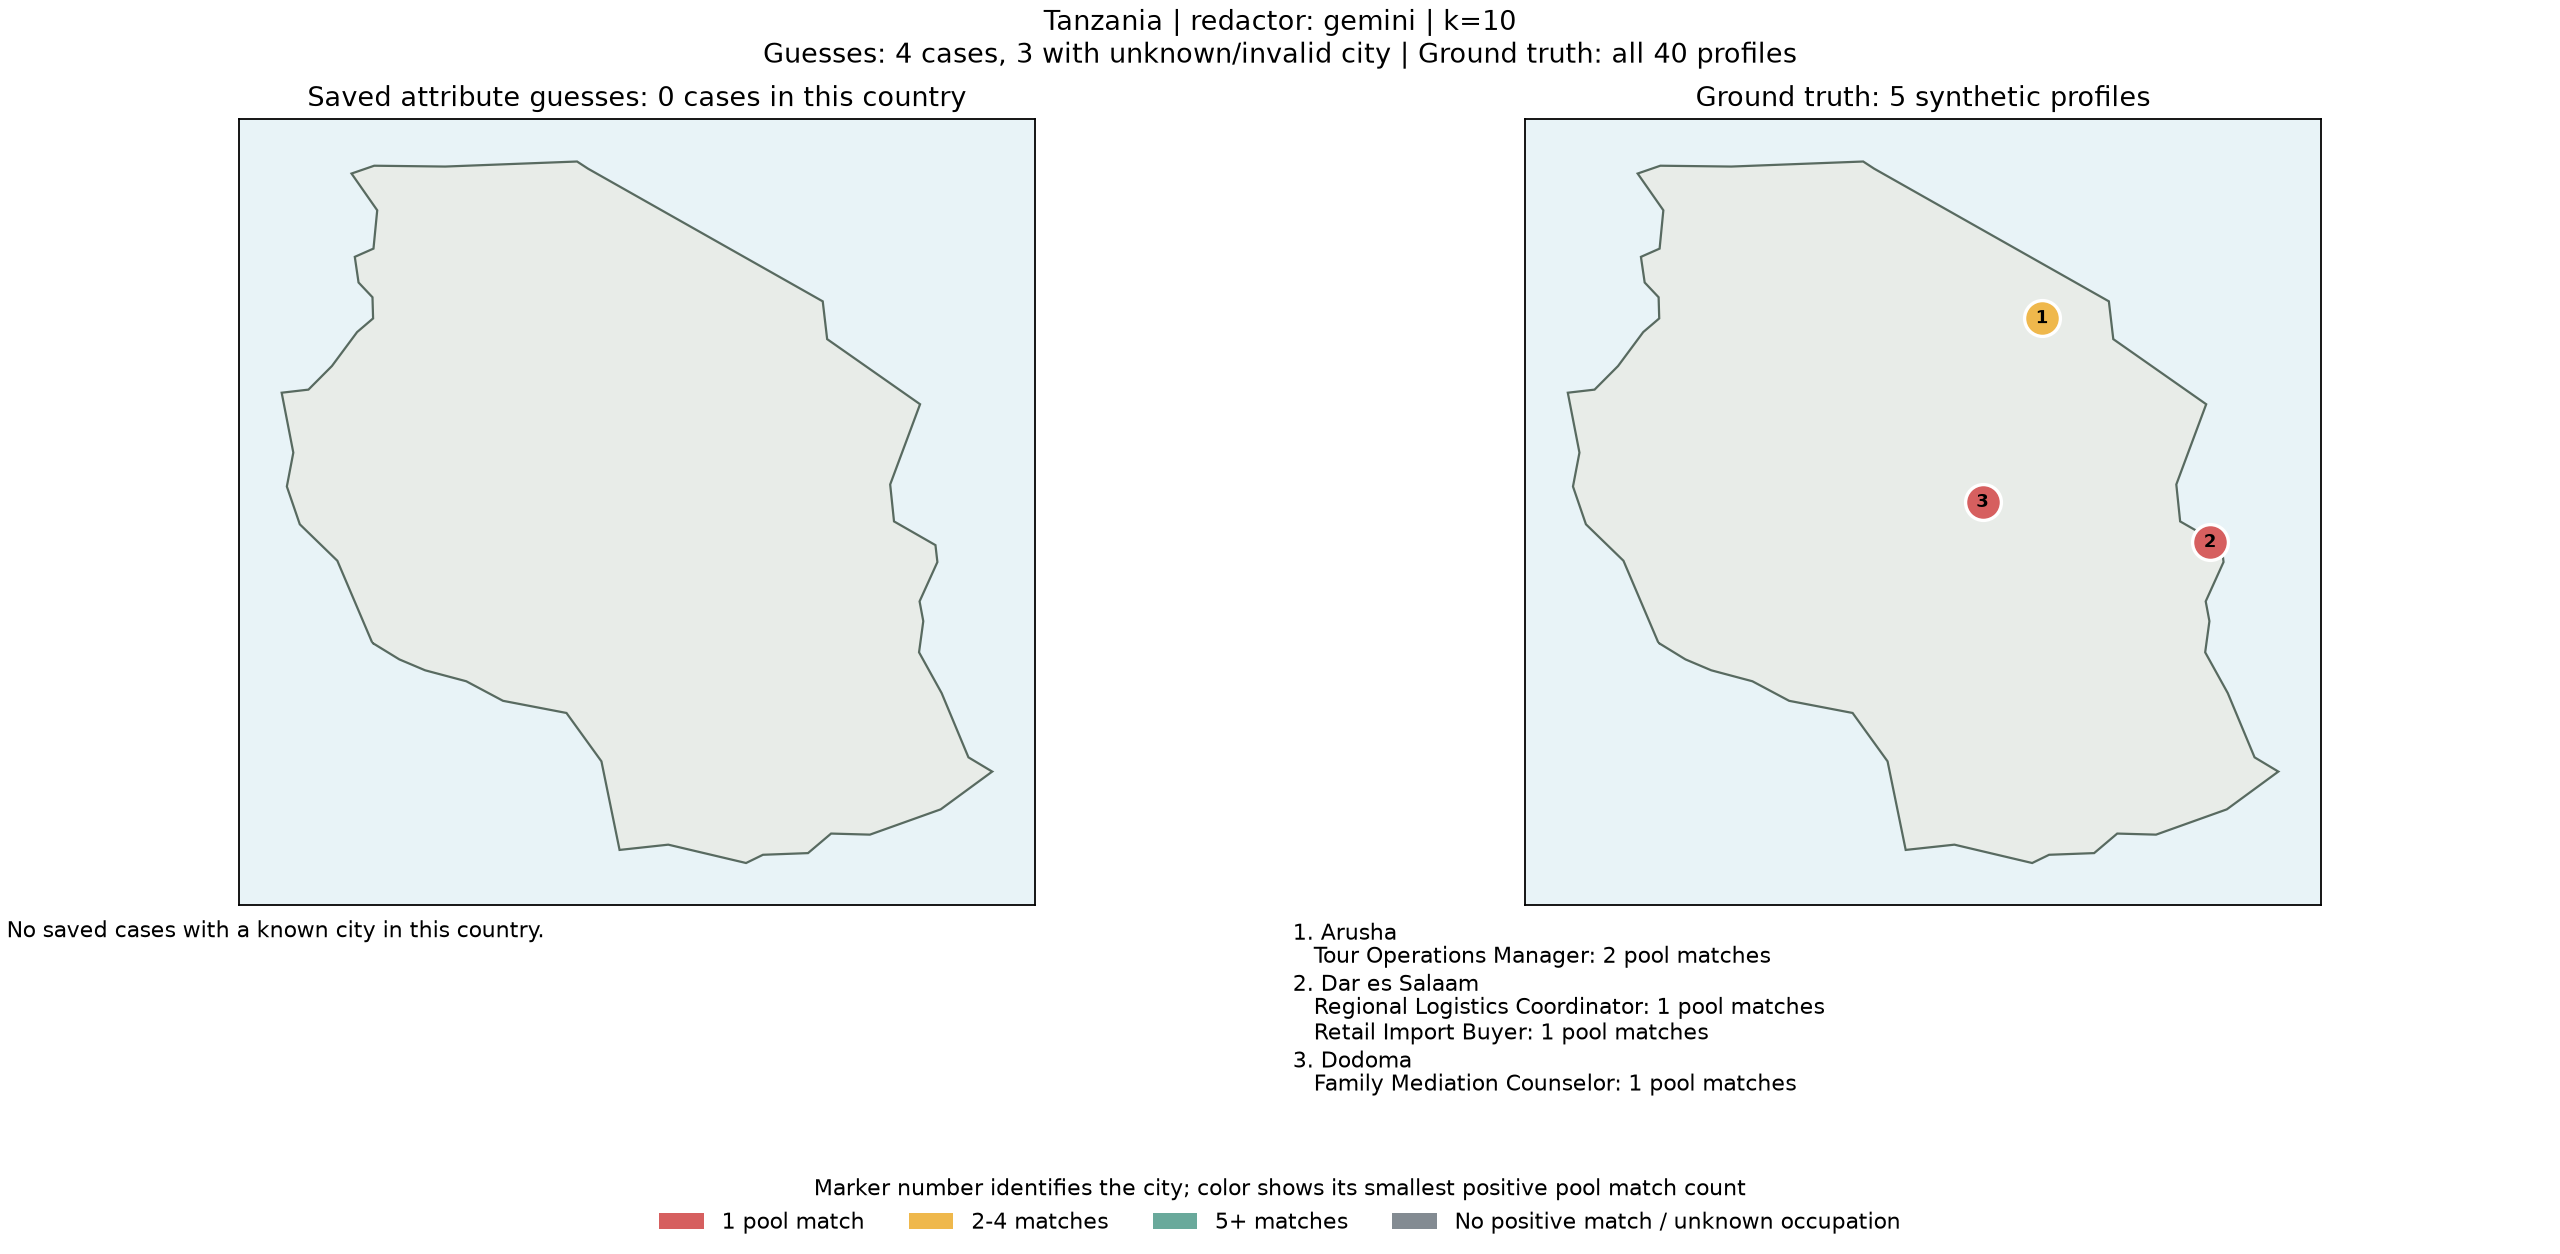 Tanzania | redactor: gemini | k=10
Guesses: 4 cases, 3 with unknown/invalid city | Ground truth: all 40 profiles
Saved attribute guesses: 0 cases in this country
No saved cases with a known city in this country.
Ground truth: 5 synthetic profiles
1
3
2
1. Arusha
Tour Operations Manager: 2 pool matches
2. Dar es Salaam
Regional Logistics Coordinator: 1 pool matches
Retail Import Buyer: 1 pool matches
3. Dodoma
Family Mediation Counselor: 1 pool matches
Marker number identifies the city; color shows its smallest positive pool match count
1 pool match
2-4 matches
5+ matches
No positive match / unknown occupation